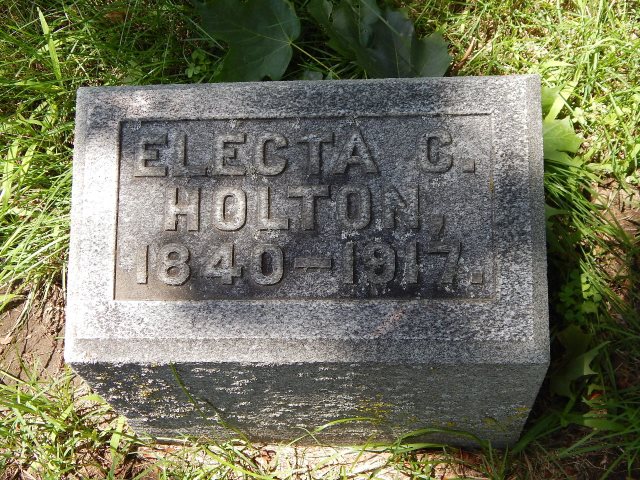 ELECTA C.
HOLTON,
1840-1917.